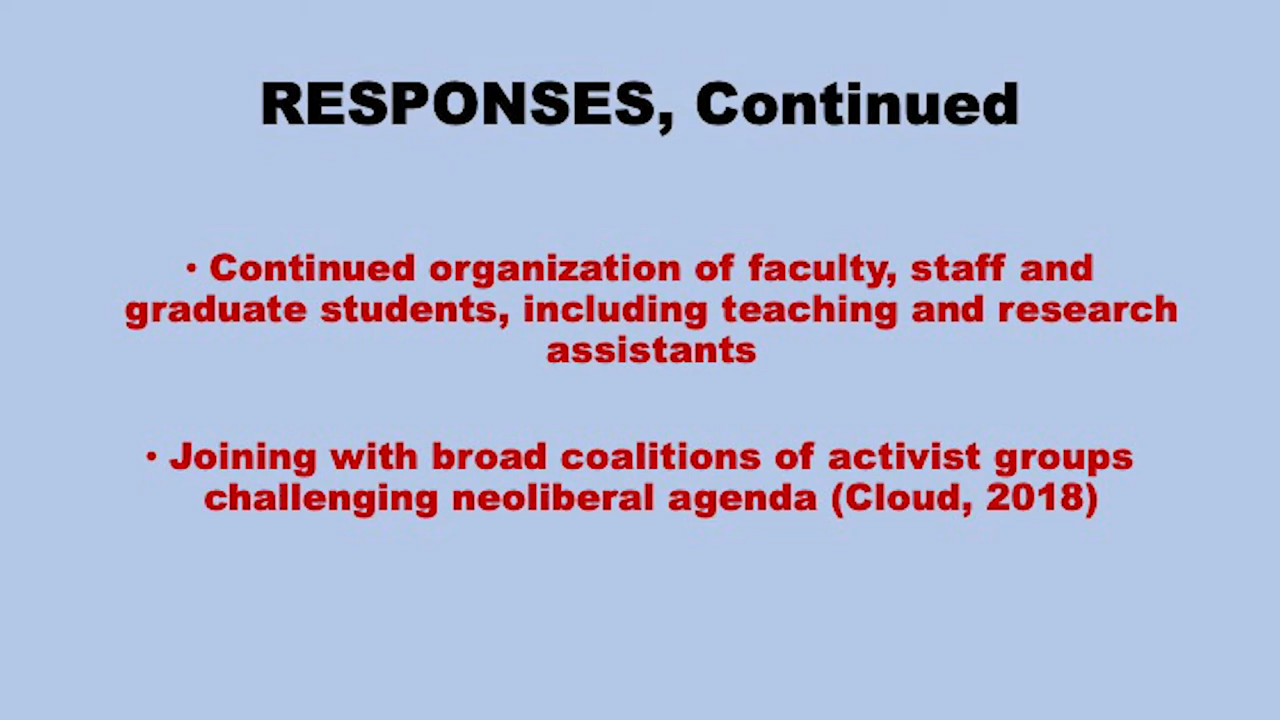 RESPONSES, Continued
• Continued organization of faculty, staff and
graduate students, including teaching and research
assistants
• Joining with broad coalitions of activist groups
challenging neoliberal agenda (Cloud, 2018)